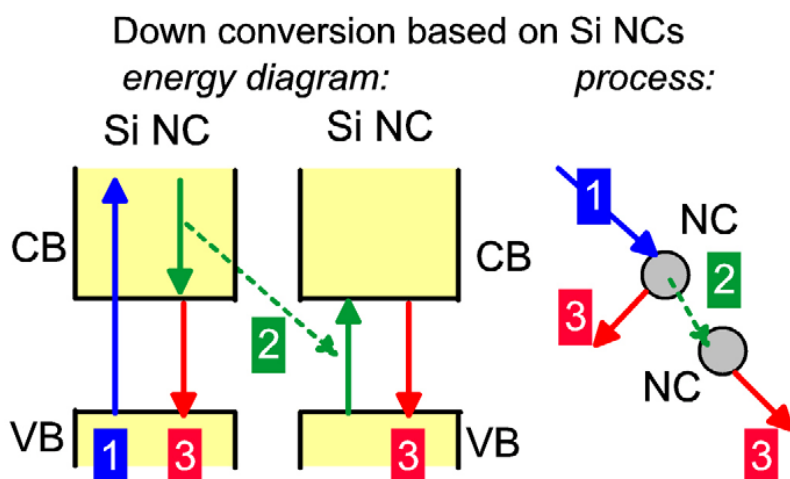 Down conversion based on Si NCs
energy diagram:
process:
Si NC
Si NC
1
NC
CB
CB
2
3
2
NC
VB
1
3
3
VB
3